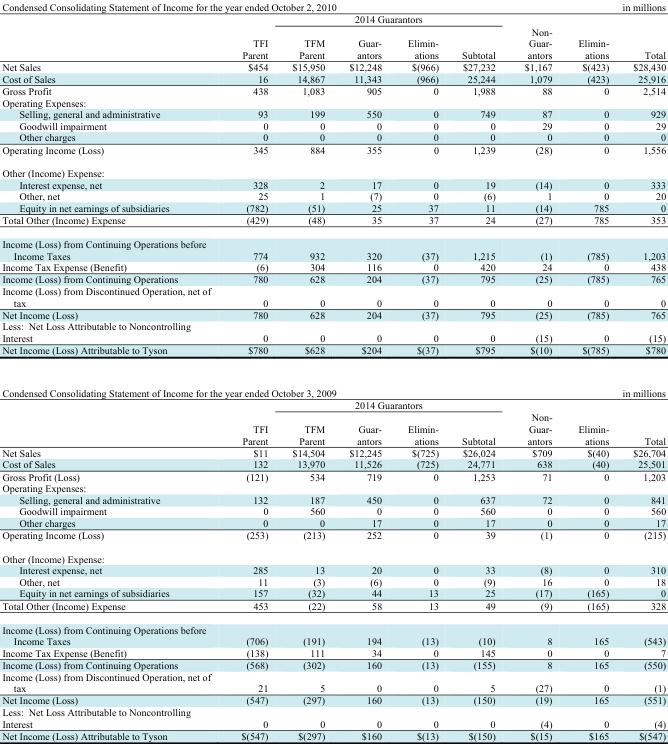 Condensed Consolidating Statement of Income for the year ended October 2, 2010 in millions
2014 Guarantors
Non-
TFI TFM Guar- Elimin- Guar- Elimin-
Parent Parent antors ations Subtotal antors ations Total
Net Sales $454 $15,950 $12,248 $(966) $27,232 $1,167 $(423) $28,430
Cost of Sales 16 14,867 11,343 (966) 25,244 1,079 (423) 25,916
Gross Profit 438 1,083 905 0 1,988 88 0 2,514
Operating Expenses:
Selling, general and administrative 93 199 550 0 749 87 0 929
Goodwill impairment 0 0 0 0 0 29 0 29
Other charges 0 0 0 0 0 0 0 0
Operating Income (Loss) 345 884 355 0 1,239 (28) 0 1,556
Other (Income) Expense:
Interest expense, net 328 2 17 0 19 (14) 0 333
Other, net 25 1 (7) 0 (6) 1 0 20
Equity in net earnings of subsidiaries (782) (51) 25 37 11 (14) 785 0
Total Other (Income) Expense (429) (48) 35 37 24 (27) 785 353
Income (Loss) from Continuing Operations before
Income Taxes 774 932 320 (37) 1,215 (1) (785) 1,203
Income Tax Expense (Benefit) (6) 304 116 0 420 24 0 438
Income (Loss) from Continuing Operations 780 628 204 (37) 795 (25) (785) 765
Income (Loss) from Discontinued Operation, net of
tax 0 0 0 0 0 0 0 0
Net Income (Loss) 780 628 204 (37) 795 (25) (785) 765
Less: Net Loss Attributable to Noncontrolling
Interest 0 0 0 0 0 (15) 0 (15)
Net Income (Loss) Attributable to Tyson $780 $628 $204 $(37) $795 $(10) $(785) $780
Condensed Consolidating Statement of Income for the year ended October 3, 2009 in millions
2014 Guarantors
Non-
TFI TFM Guar- Elimin- Guar- Elimin-
Parent Parent antors ations Subtotal antors ations Total
Net Sales $11 $14,504 $12,245 $(725) $26,024 $709 $(40) $26,704
Cost of Sales 132 13,970 11,526 (725) 24,771 638 (40) 25,501
Gross Profit (Loss) (121) 534 719 0 1,253 71 0 1,203
Operating Expenses:
Selling, general and administrative 132 187 450 0 637 72 0 841
Goodwill impairment 0 560 0 0 560 0 0 560
Other charges 0 0 17 0 17 0 0 17
Operating Income (Loss) (253) (213) 252 0 39 (1) 0 (215)
Other (Income) Expense:
Interest expense, net 285 13 20 0 33 (8) 0 310
Other, net 11 (3) (6) 0 (9) 16 0 18
Equity in net earnings of subsidiaries 157 (32) 44 13 25 (17) (165) 0
Total Other (Income) Expense 453 (22) 58 13 49 (9) (165) 328
Income (Loss) from Continuing Operations before
Income Taxes (706) (191) 194 (13) (10) 8 165 (543)
Income Tax Expense (Benefit) (138) 111 34 0 145 0 0 7
Income (Loss) from Continuing Operations (568) (302) 160 (13) (155) 8 165 (550)
Income (Loss) from Discontinued Operation, net of
tax 21 5 0 0 5 (27) 0 (1)
Net Income (Loss) (547) (297) 160 (13) (150) (19) 165 (551)
Less: Net Loss Attributable to Noncontrolling
Interest 0 0 0 0 0 (4) 0 (4)
Net Income (Loss) Attributable to Tyson $(547) $(297) $160 $(13) $(150) $(15) $165 $(547)